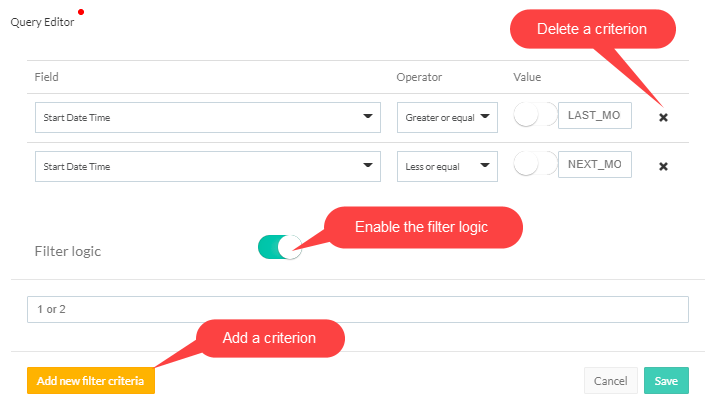 Query Editor
Delete a criterion
Field Operator Value
Start Date Time Greater or equal LAST_MO
Start Date Time Less or equal NEXT_MO
Enable the filter logic
Filter logic
1 or 2
Add a criterion
Add new filter criteria Cancel Save